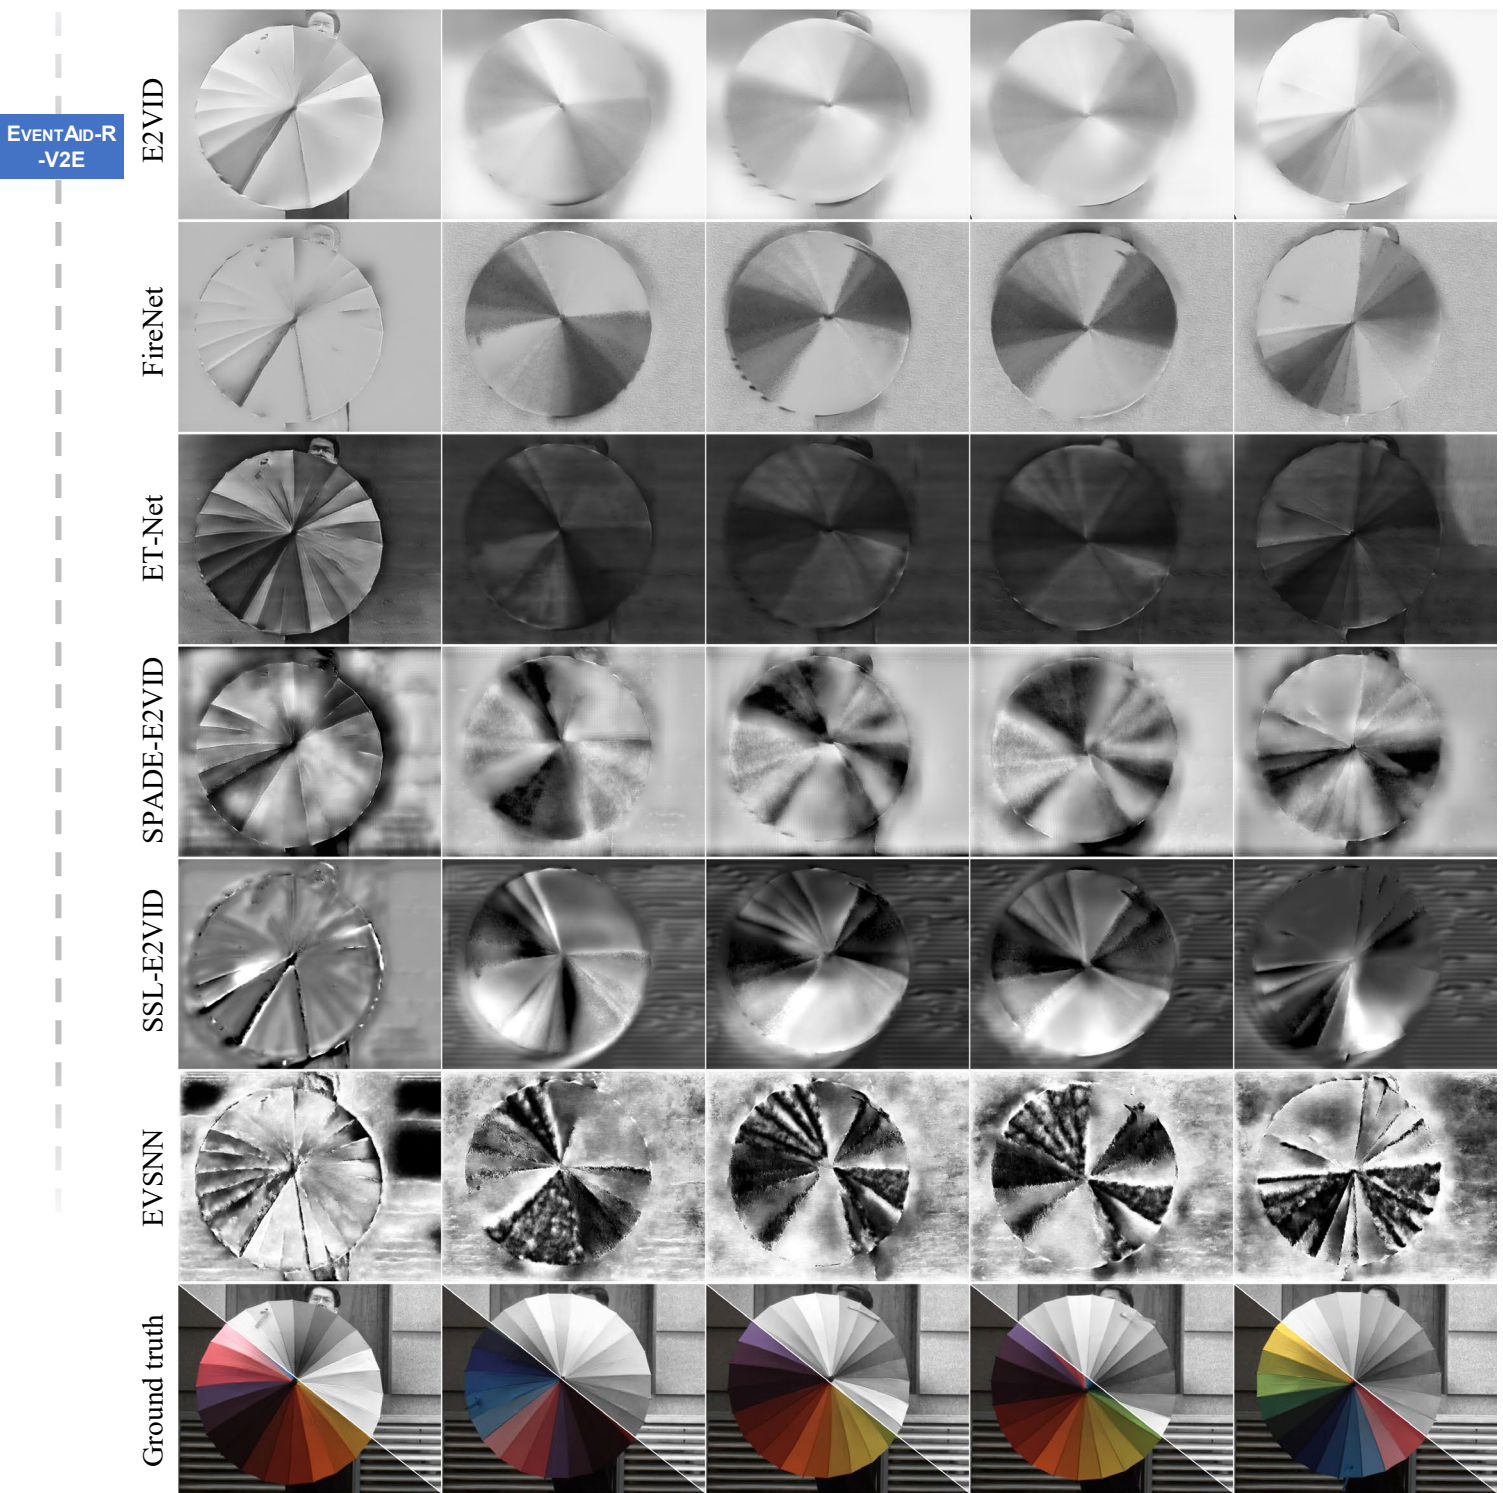 EVENTAID-R
-V2E
E2VID
FireNet
ET-Net
SPADE-E2VID
SSL-E2VID
EVSNN
Ground truth